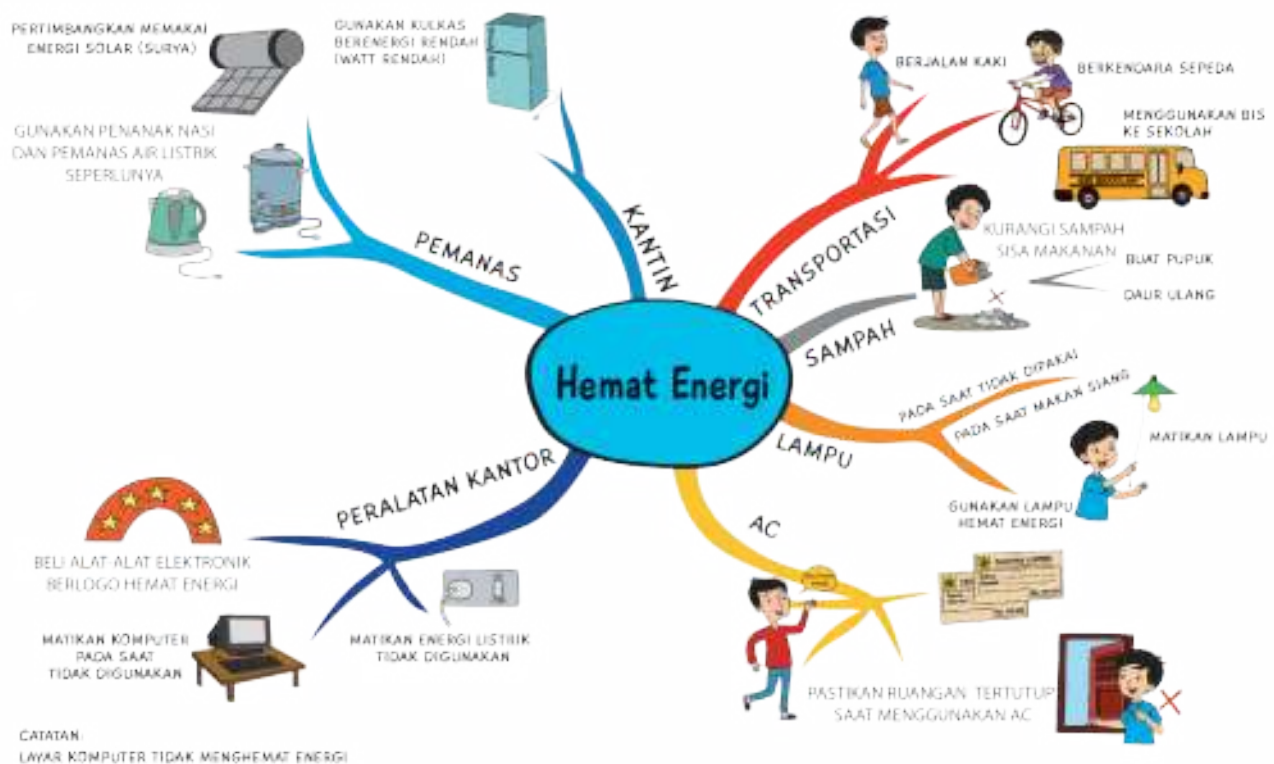 PERTIMBANGKAN MEMAKAI
ENERGI SOLAR (SURYA)
GUNAKAN PENANAK NASI
DAN PEMANAS AIR LISTRIK
SEPERLUNYA
PEMANAS
GUNAKAN KULKAS
BERENERGI RENDAH
(WATT RENDAH)
KANTIN
BERJALAN KAKI
BERKENDARA SEPEDA
MENGGUNAKAN BIS
KE SEKOLAH
TRANSPORTASI
KURANGI SAMPAH
SISA MAKANAN
BUAT PUPUK
DAUR ULANG
SAMPAH
Hemat Energi
PADA SAAT TIDAK DIPAKAI
PADA SAAT MAKAN SIANG
MATIKAN LAMPU
LAMPU
GUNAKAN LAMPU
HEMAT ENERGI
AC
PASTIKAN RUANGAN TERTUTUP
SAAT MENGGUNAKAN AC
PERALATAN KANTOR
BELI ALAT-ALAT ELEKTRONIK
BERLOGO HEMAT ENERGI
MATIKAN KOMPUTER
PADA SAAT
TIDAK DIGUNAKAN
MATIKAN ENERGI LISTRIK
TIDAK DIGUNAKAN
CATATAN:
LAYAR KOMPUTER TIDAK MENGHEMAT ENERGI